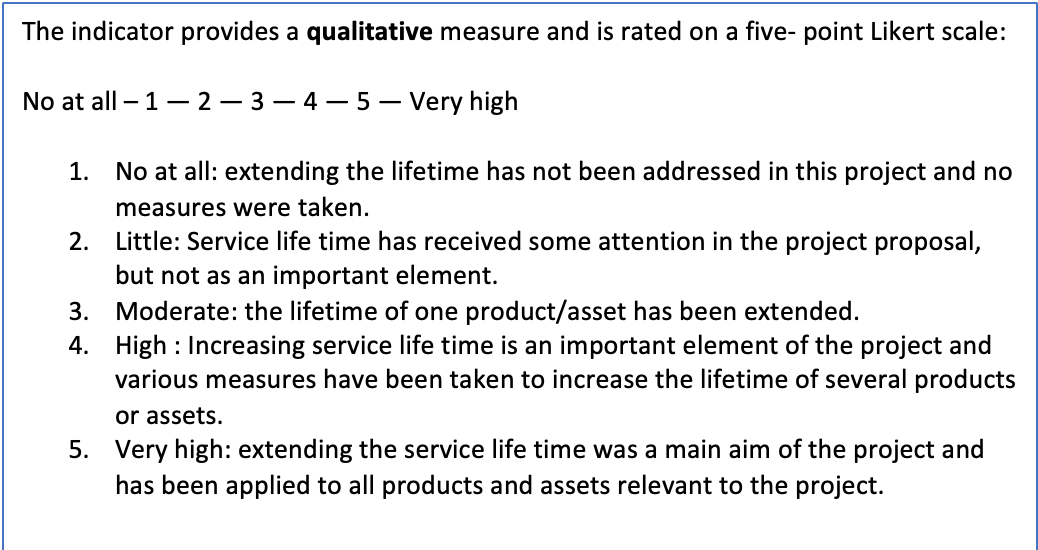 The indicator provides a qualitative measure and is rated on a five- point Likert scale:
No at all – 1 — 2 — 3 — 4 — 5 — Very high
1. No at all: extending the lifetime has not been addressed in this project and no
measures were taken.
2. Little: Service life time has received some attention in the project proposal,
but not as an important element.
3. Moderate: the lifetime of one product/asset has been extended.
4. High : Increasing service life time is an important element of the project and
various measures have been taken to increase the lifetime of several products
or assets.
5. Very high: extending the service life time was a main aim of the project and
has been applied to all products and assets relevant to the project.